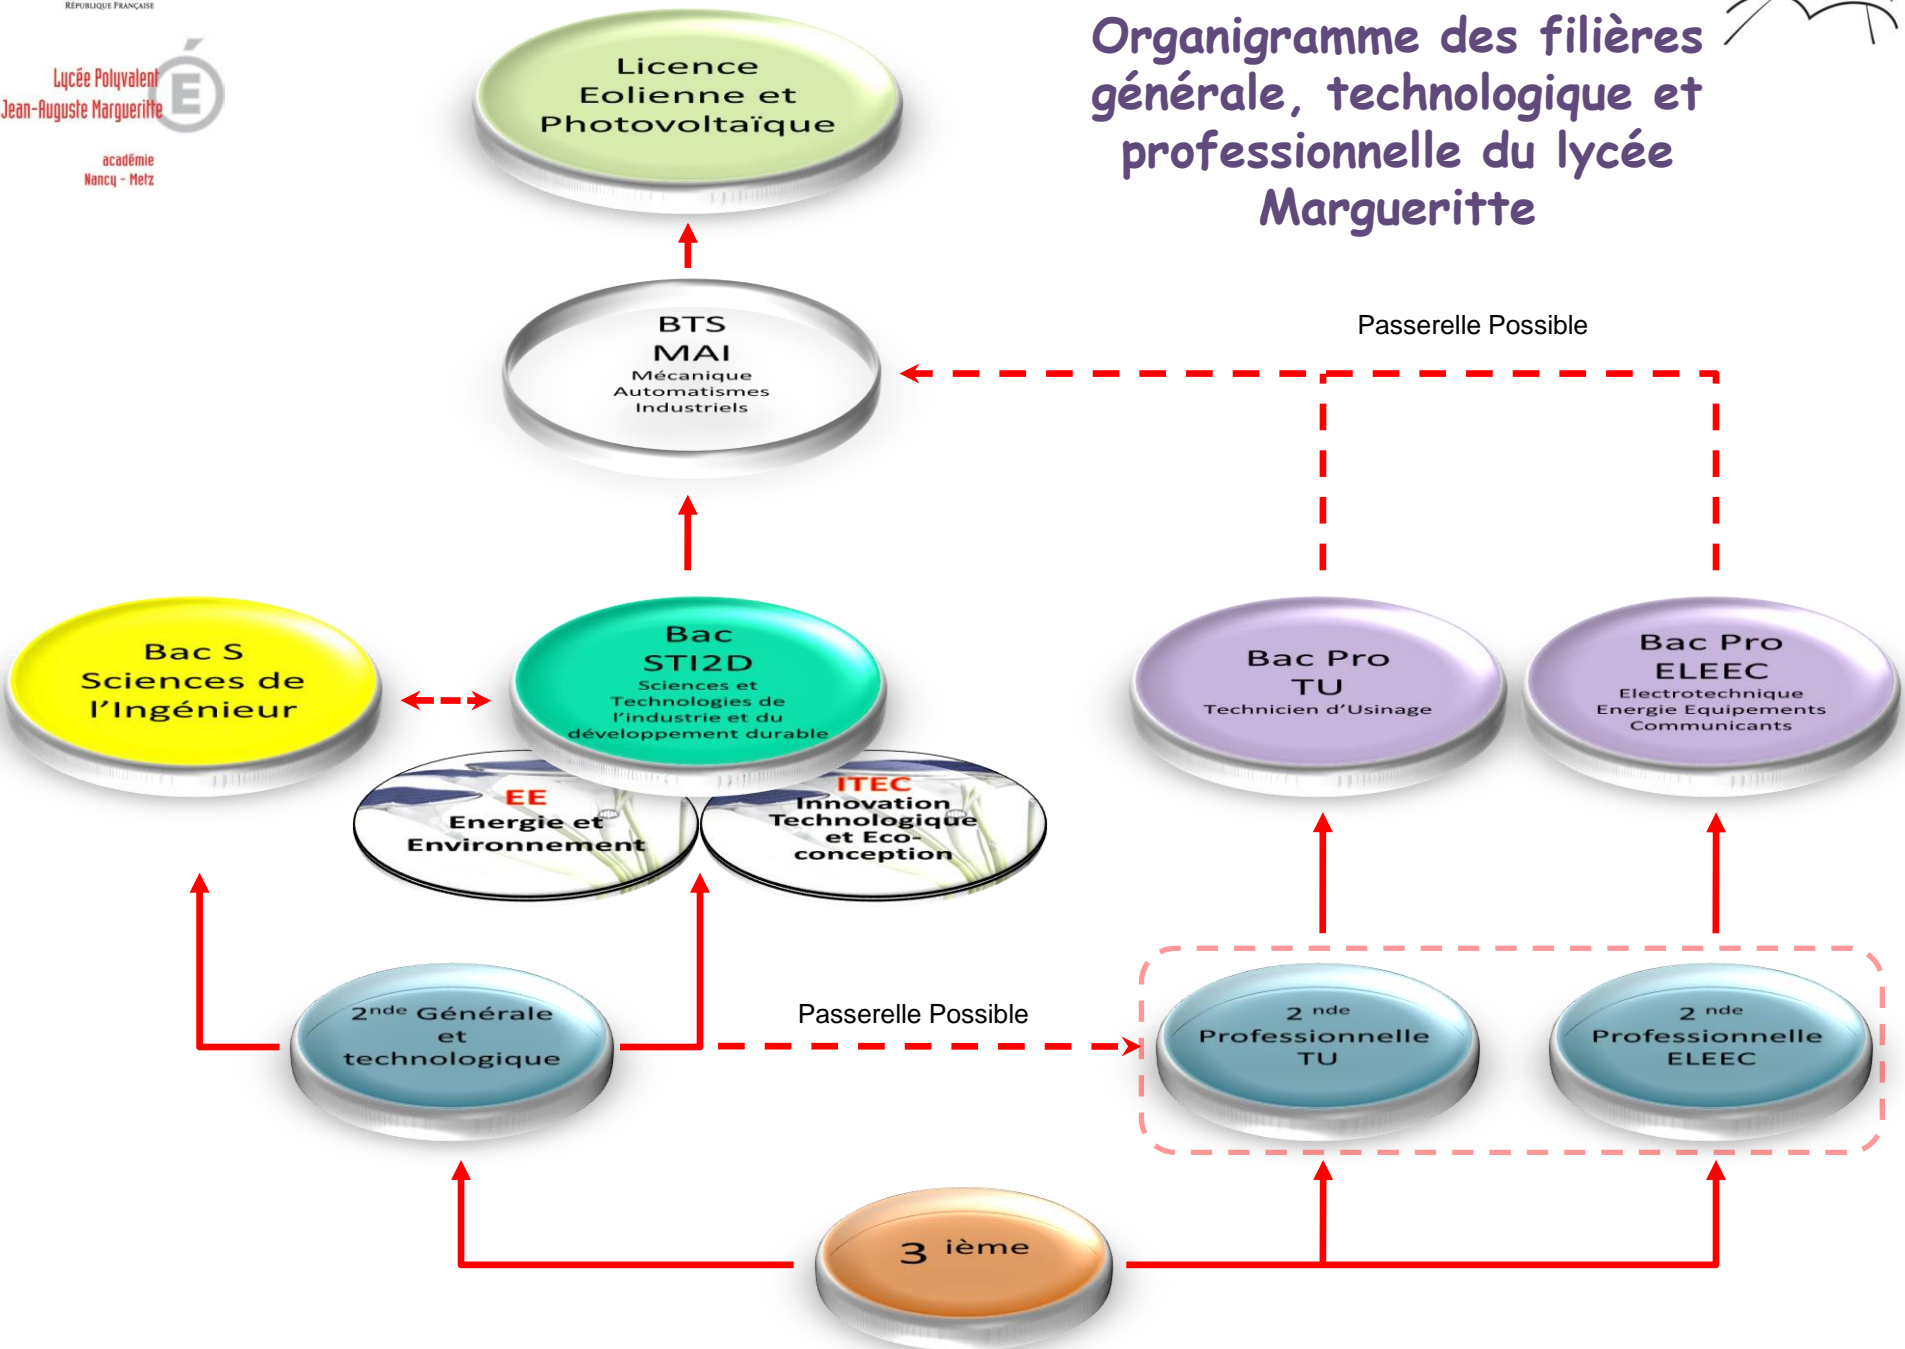 RÉPUBLIQUE FRANÇAISE
Lycée Polyvalent
Jean-Auguste Margueritte
É
académie
Nancy - Metz
Organigramme des filières
générale, technologique et
professionnelle du lycée
Margueritte
Licence
Eolienne et
Photovoltaïque
BTS
MAI
Mécanique
Automatismes
Industriels
Passerelle Possible
Bac S
Sciences de
l'Ingénieur
Bac
STI2D
Sciences et
Technologies de
l'industrie et du
développement durable
EE
Energie et
Environnement
ITEC
Innovation
Technologique
et Eco-
conception
Bac Pro
TU
Technicien d'Usinage
Bac Pro
ELEEC
Electrotechnique
Energie Equipements
Communicants
2nde Générale
et
technologique
Passerelle Possible
2 nde
Professionnelle
TU
2 nde
Professionnelle
ELEEC
3 ième